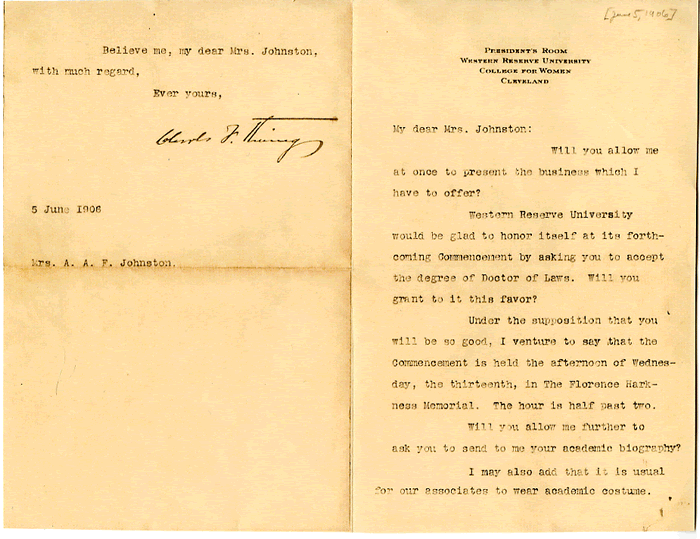 [June 5, 1906]
PRESIDENT'S ROOM
WESTERN RESERVE UNIVERSITY
COLLEGE FOR WOMEN
CLEVELAND
My dear Mrs. Johnston:
Will you allow me
at once to present the business which I
have to offer?
Western Reserve University
would be glad to honor itself at its forth-
coming Commencement by asking you to accept
the degree of Doctor of Laws. Will you
grant to it this favor?
Under the supposition that you
will be so good, I venture to say that the
Commencement is held the afternoon of Wednes-
day, the thirteenth, in The Florence Hark-
ness Memorial. The hour is half past two.
Will you allow me further to
ask you to send to me your academic biography?
I may also add that it is usual
for our associates to wear academic costume.
Believe me, my dear Mrs. Johnston,
with much regard,
Ever yours,
Charles F. Thwing
5 June 1906
Mrs. A. A. F. Johnston.